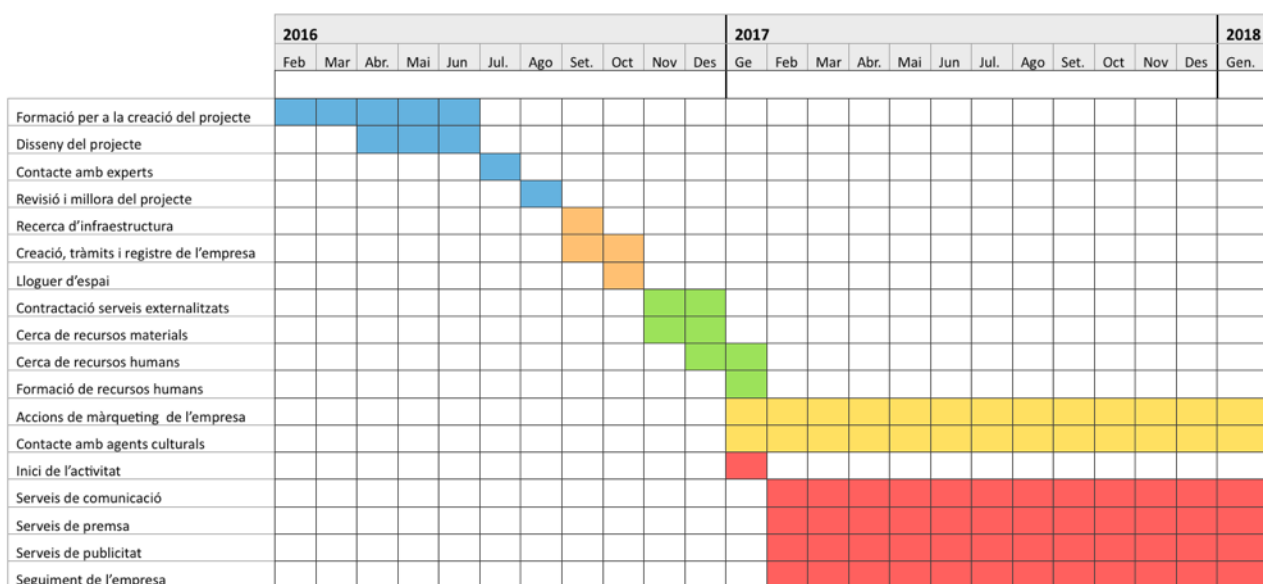 2016 2017 2018
Feb Mar Abr. Mai Jun Jul. Ago Set. Oct Nov Des Ge Feb Mar Abr. Mai Jun Jul. Ago Set. Oct Nov Des Gen.
Formació per a la creació del projecte
Disseny del projecte
Contacte amb experts
Revisió i millora del projecte
Recerca d’infraestructura
Creació, tràmits i registre de l’empresa
Lloguer d’espai
Contractació serveis externalitzats
Cerca de recursos materials
Cerca de recursos humans
Formació de recursos humans
Accions de màrqueting de l’empresa
Contacte amb agents culturals
Inici de l’activitat
Serveis de comunicació
Serveis de premsa
Serveis de publicitat
Seguiment de l’empresa